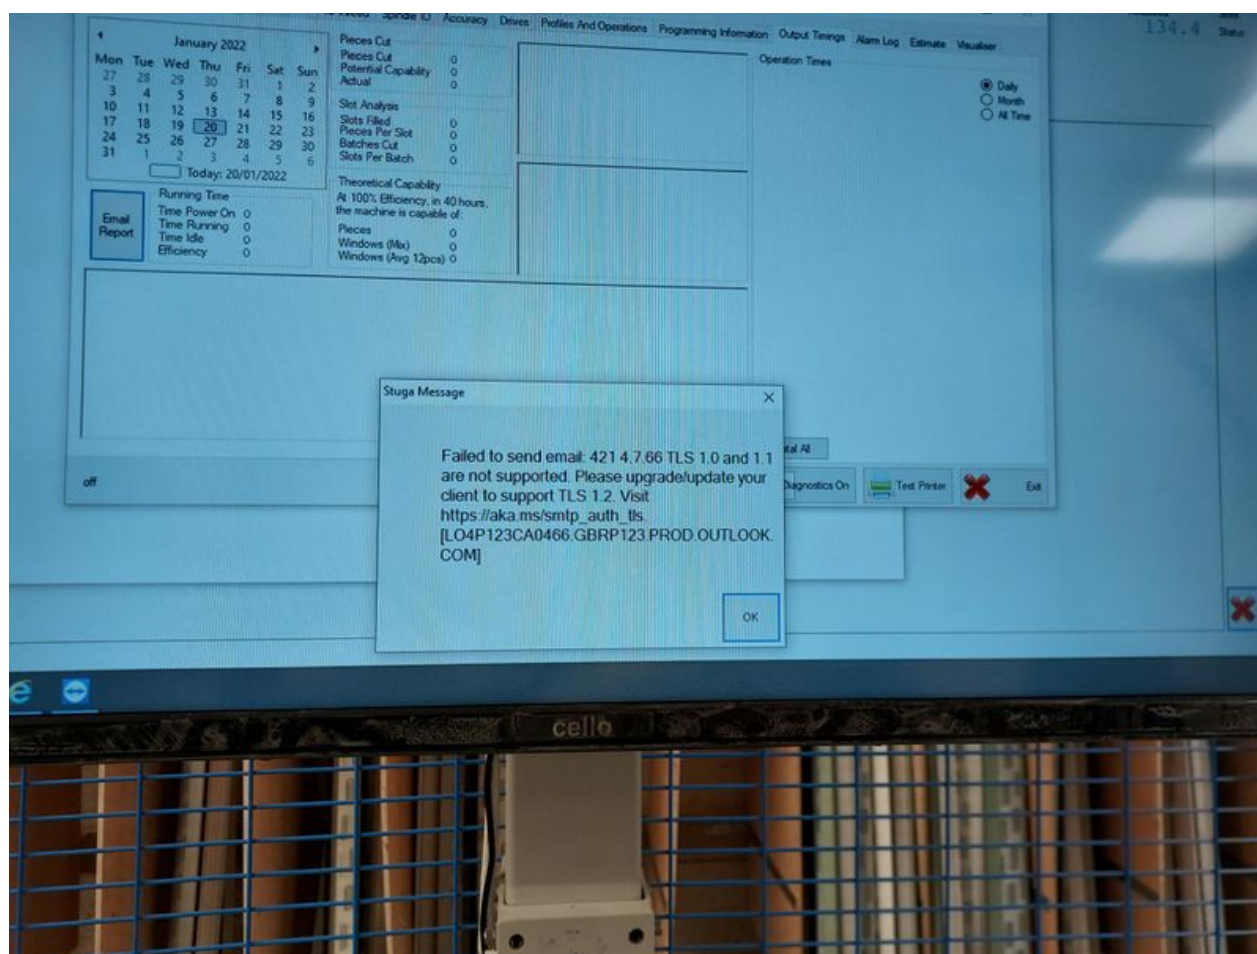 Spindle ID Accuracy Drives Profiles And Operations Programming Information Output Timings Alarm Log Estimate Visualiser
134.4
Status
January 2022
Mon Tue Wed Thu Fri Sat Sun
27 28 29 30 31 1 2
3 4 5 6 7 8 9
10 11 12 13 14 15 16
17 18 19 20 21 22 23
24 25 26 27 28 29 30
31 1 2 3 4 5 6
Today: 20/01/2022
Email
Report
Running Time
Time Power On 0
Time Running 0
Time Idle 0
Efficiency 0
Pieces Cut
Pieces Cut 0
Potential Capability 0
Actual 0
Slot Analysis
Slots Filled 0
Pieces Per Slot 0
Batches Cut 0
Slots Per Batch 0
Theoretical Capability
At 100% Efficiency, in 40 hours,
the machine is capable of:
Pieces 0
Windows (Mix) 0
Windows (Avg 12pcs) 0
Operation Times
Daily
Month
All Time
Stuga Message
Failed to send email: 421 4.7.66 TLS 1.0 and 1.1
are not supported. Please upgrade/update your
client to support TLS 1.2. Visit
https://aka.ms/smtp_auth_tls.
[LO4P123CA0466.GBRP123.PROD.OUTLOOK.
COM]
OK
off
All
Diagnostics On
Test Printer
Exit
cello